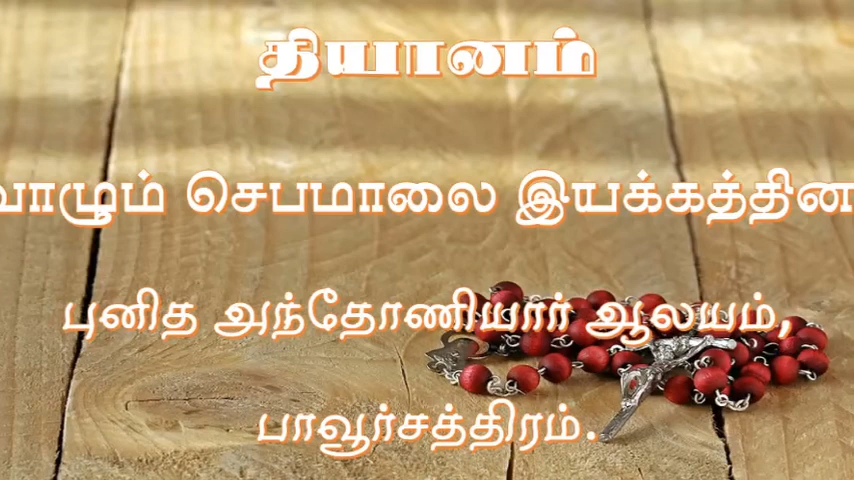 தியானம்
வாழும் செபமாலை இயக்கத்தின
புனித அந்தோணியார் ஆலயம்,
பாவூர்சத்திரம்.